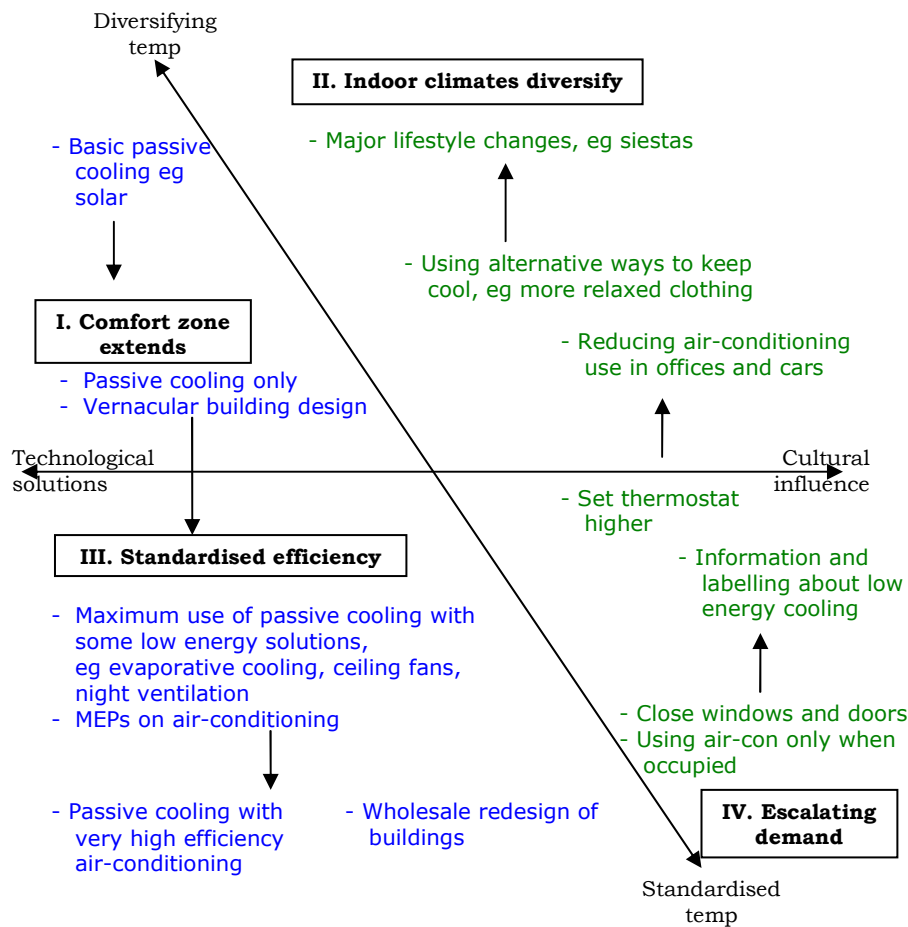 Diversifying
temp
II. Indoor climates diversify
- Basic passive
cooling eg
solar
- Major lifestyle changes, eg siestas
- Using alternative ways to keep
cool, eg more relaxed clothing
I. Comfort zone
extends
- Reducing air-conditioning
use in offices and cars
- Passive cooling only
- Vernacular building design
Technological
solutions
Cultural
influence
- Set thermostat
higher
III. Standardised efficiency
- Information and
labelling about low
energy cooling
- Maximum use of passive cooling with
some low energy solutions,
eg evaporative cooling, ceiling fans,
night ventilation
- MEPs on air-conditioning
- Close windows and doors
- Using air-con only when
occupied
- Passive cooling with
very high efficiency
air-conditioning
- Wholesale redesign of
buildings
IV. Escalating
demand
Standardised
temp